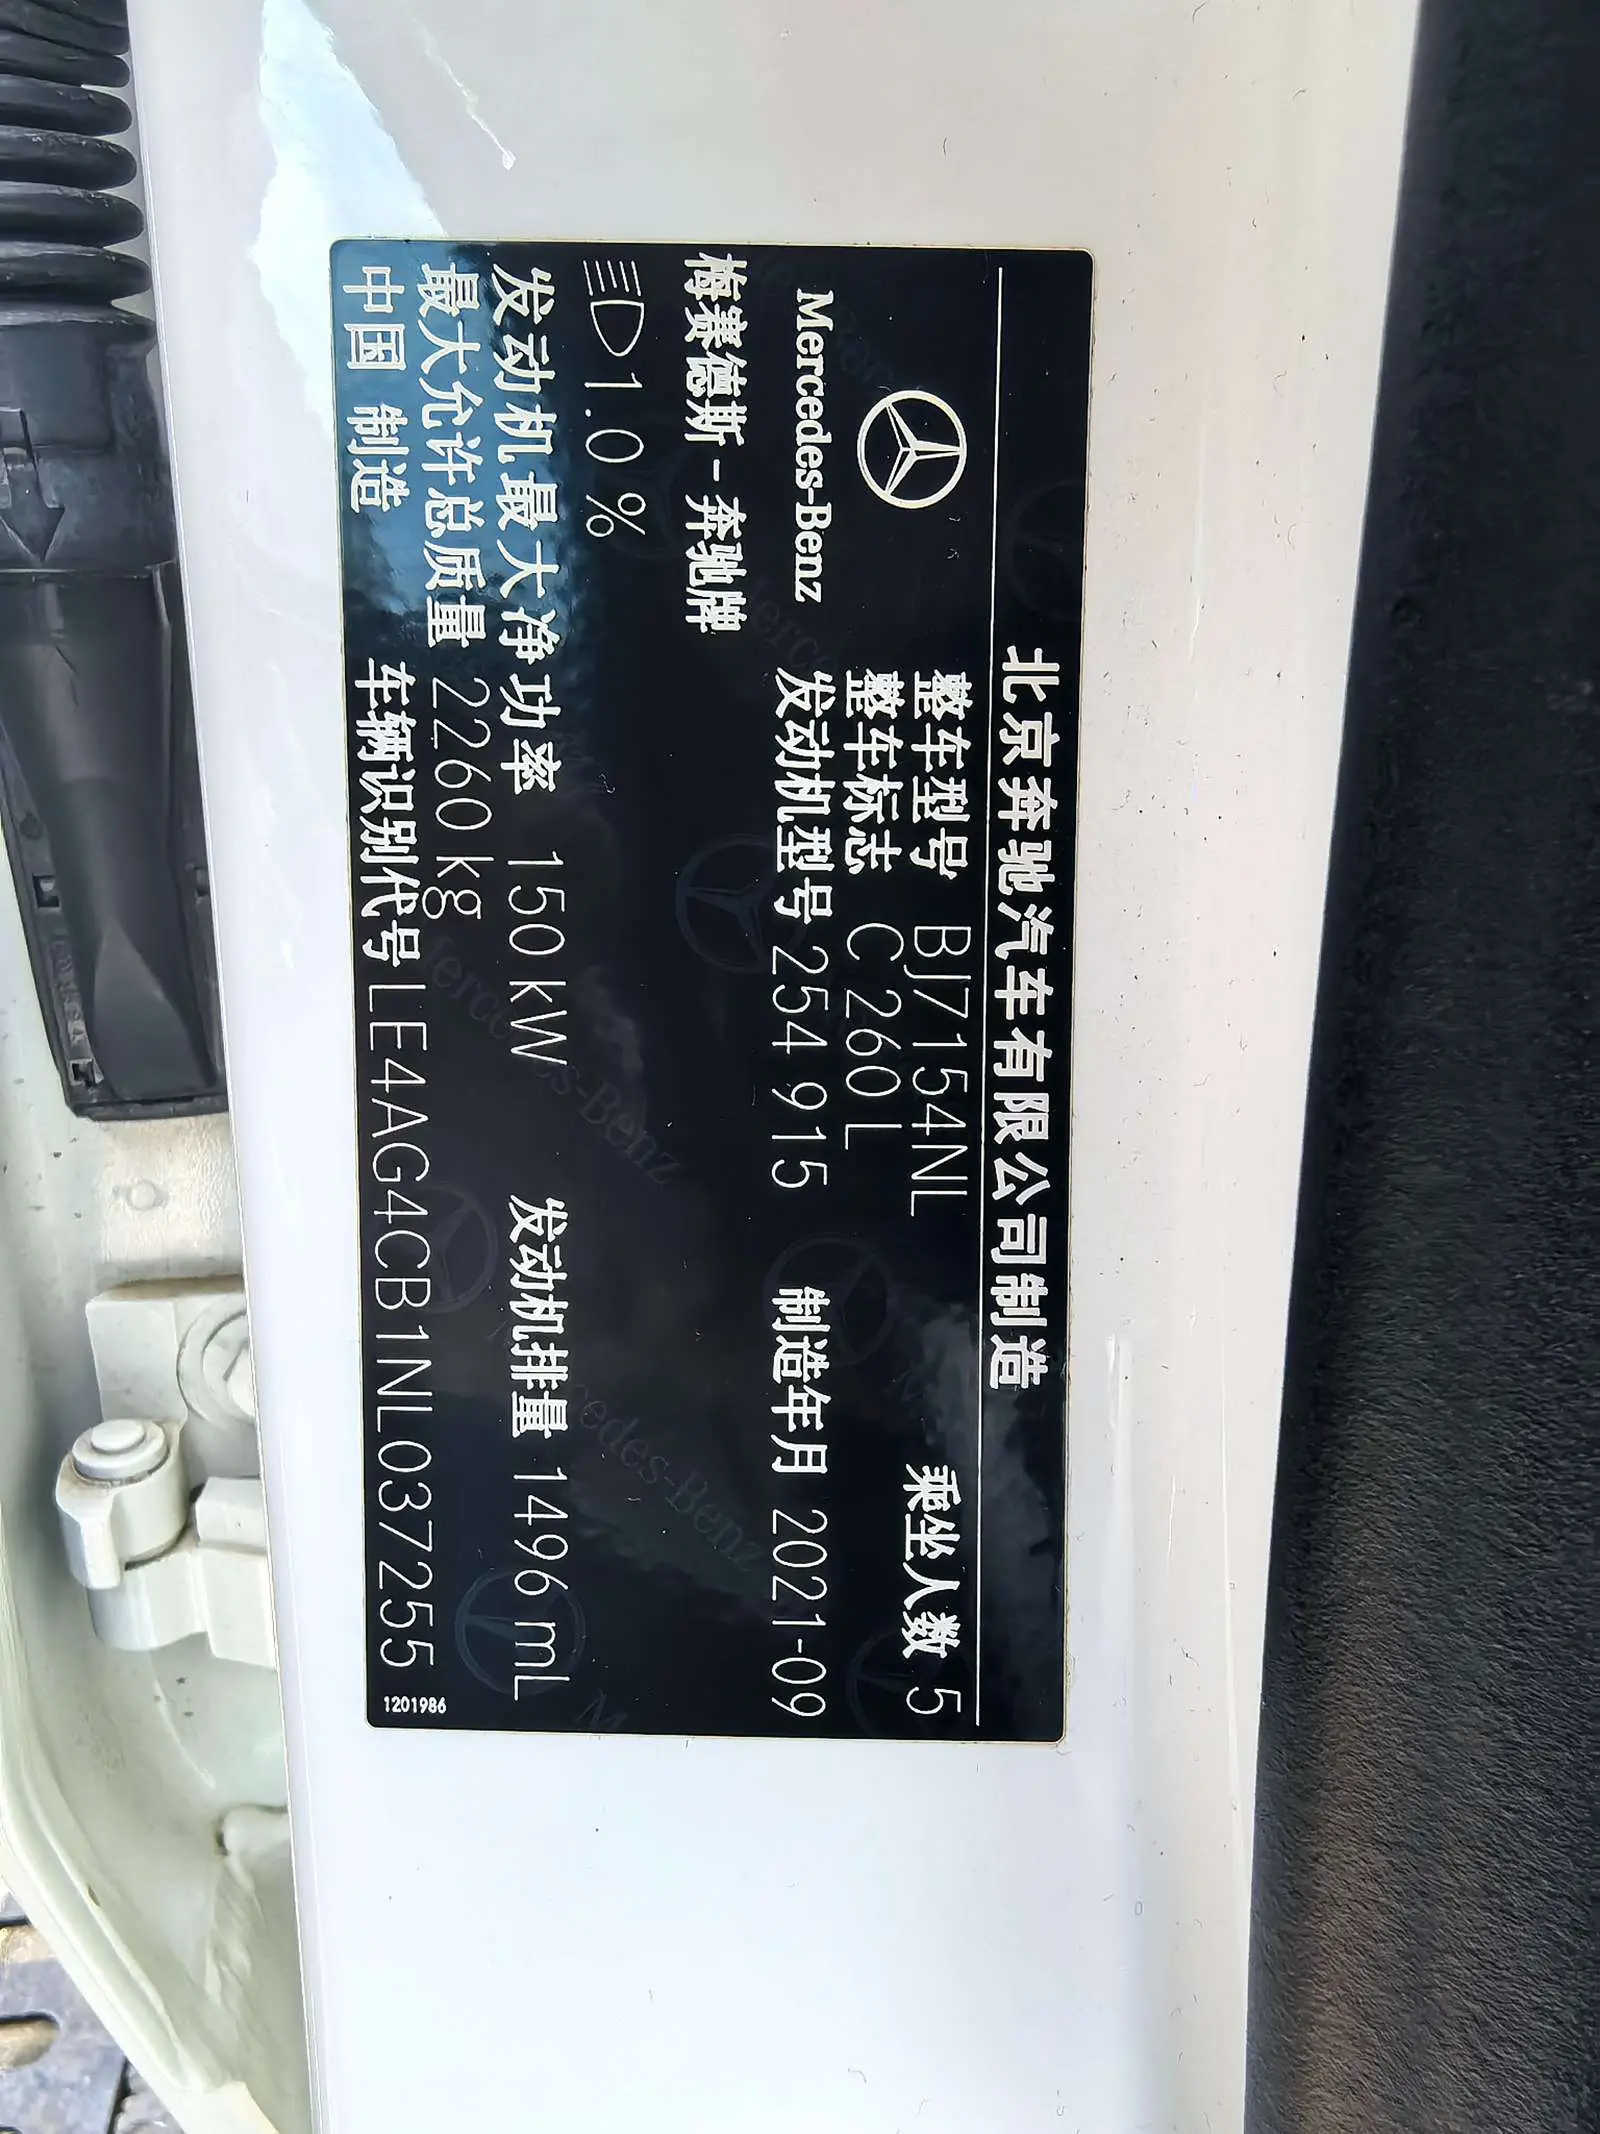 北京奔驰汽车有限公司制造
Mercedes-Benz
整车型号 BJ7154NL 乘坐人数 5
整车标志 C 260 L
发动机型号 254 915 制造年月 2021-09
梅赛德斯-奔驰牌
1.0 %
发动机最大净功率 150 kW 发动机排量 1496 mL
最大允许总质量 2260 kg
中国 制造 车辆识别代号 LE4AG4CB1NL037255
1201986